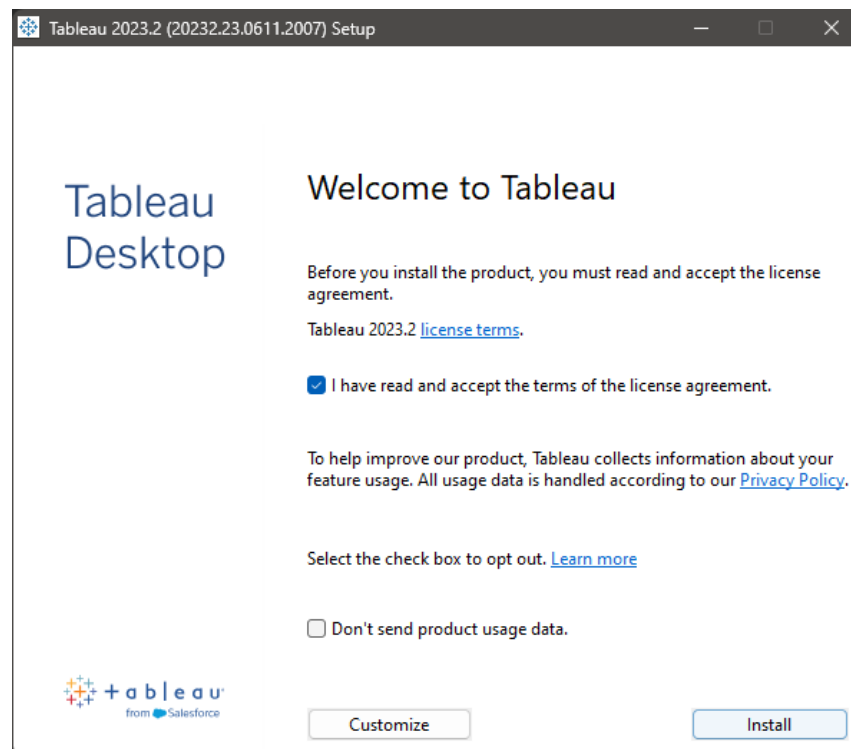 Tableau 2023.2 (20232.23.0611.2007) Setup
Tableau
Desktop
Welcome to Tableau
Before you install the product, you must read and accept the license
agreement.
Tableau 2023.2 license terms.
I have read and accept the terms of the license agreement.
To help improve our product, Tableau collects information about your
feature usage. All usage data is handled according to our Privacy Policy.
Select the check box to opt out. Learn more
Don't send product usage data.
+ a b | e a u
from Salesforce
Customize
Install